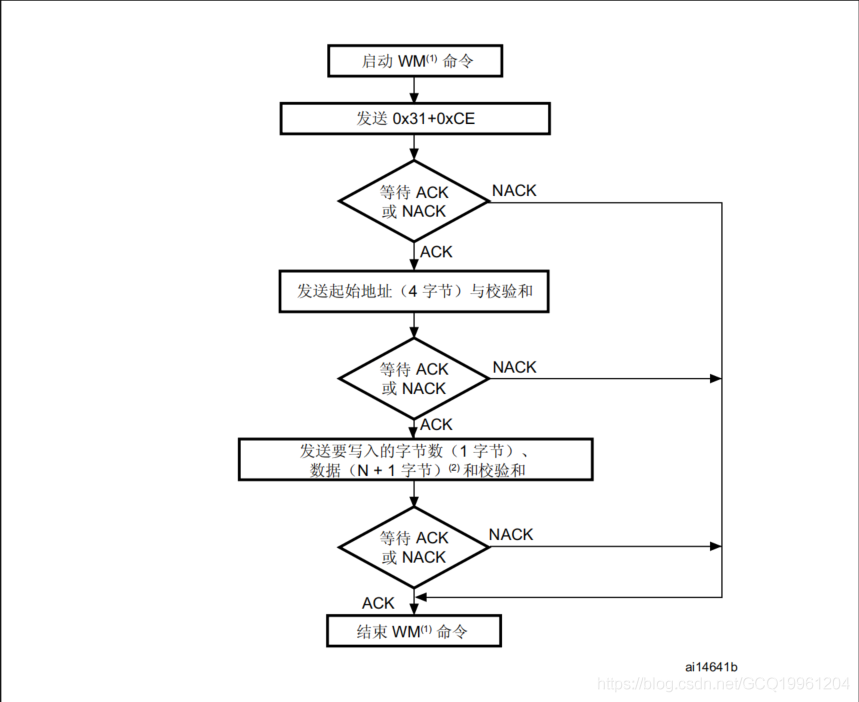 启动 WM(1) 命令
发送 0x31+0xCE
等待 ACK
或 NACK
NACK
ACK
发送起始地址（4 字节）与校验和
等待 ACK
或 NACK
NACK
ACK
发送要写入的字节数（1 字节）、
数据（N + 1 字节）(2) 和校验和
等待 ACK
或 NACK
NACK
ACK
结束 WM(1) 命令
ai14641b
https://blog.csdn.net/GCQ19961204